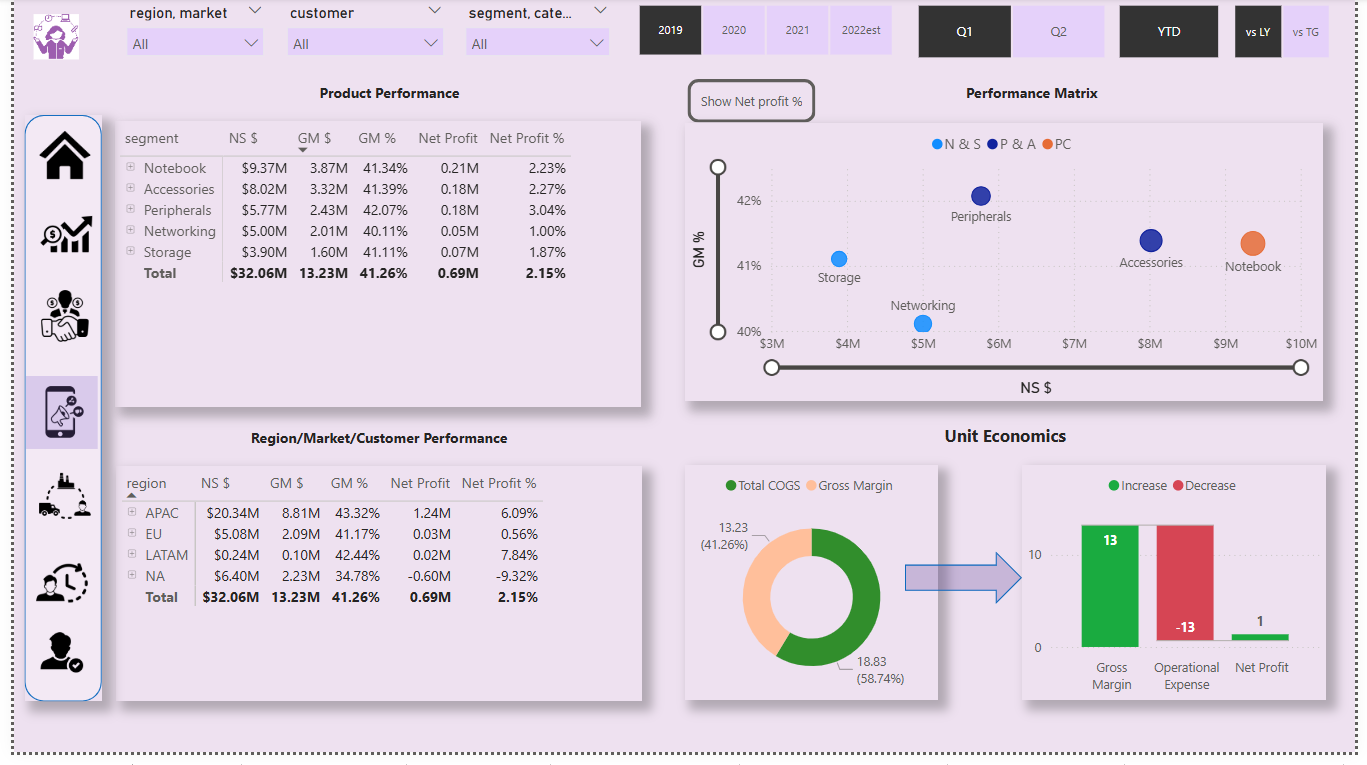 region, market
customer
segment, cate...
All
All
All
2019
2020
2021
2022est
Q1
Q2
YTD
vs LY
vs TG
Product Performance
segment NS $ GM $ GM % Net Profit Net Profit %
Notebook $9.37M 3.87M 41.34% 0.21M 2.23%
Accessories $8.02M 3.32M 41.39% 0.18M 2.27%
Peripherals $5.77M 2.43M 42.07% 0.18M 3.04%
Networking $5.00M 2.01M 40.11% 0.05M 1.00%
Storage $3.90M 1.60M 41.11% 0.07M 1.87%
Total $32.06M 13.23M 41.26% 0.69M 2.15%
Show Net profit %
Performance Matrix
N & S P & A PC
GM %
42%
41%
40%
Peripherals
Accessories
Notebook
Storage
Networking
$3M $4M $5M $6M $7M $8M $9M $10M
NS $
Region/Market/Customer Performance
region NS $ GM $ GM % Net Profit Net Profit %
APAC $20.34M 8.81M 43.32% 1.24M 6.09%
EU $5.08M 2.09M 41.17% 0.03M 0.56%
LATAM $0.24M 0.10M 42.44% 0.02M 7.84%
NA $6.40M 2.23M 34.78% -0.60M -9.32%
Total $32.06M 13.23M 41.26% 0.69M 2.15%
Unit Economics
Total COGS Gross Margin
13.23
(41.26%)
18.83
(58.74%)
Increase Decrease
10
0
13
-13
1
Gross
Margin
Operational
Expense
Net Profit